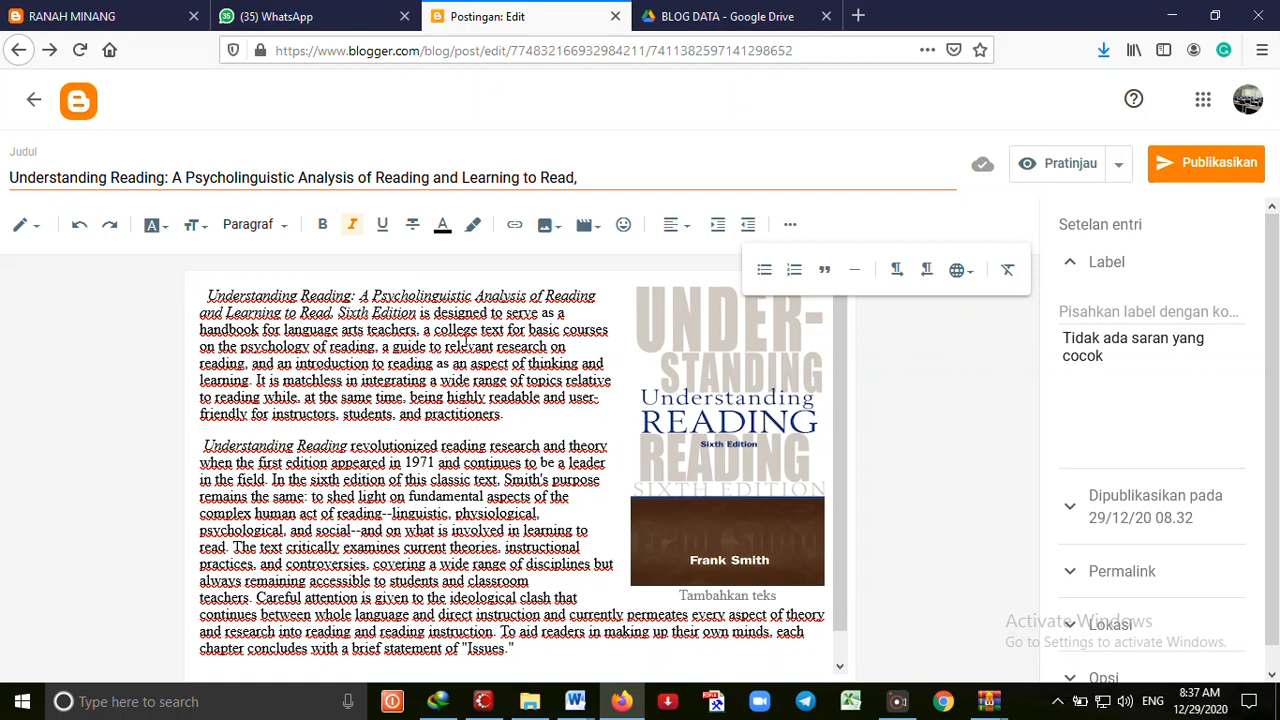 RANAH MINANG
(35) WhatsApp
Postingan: Edit
BLOG DATA - Google Drive
https://www.blogger.com/blog/post/edit/774832166932984211/7411382597141298652
Judul
Understanding Reading: A Psycholinguistic Analysis of Reading and Learning to Read,
Pratinjau
Publikasikan
Paragraf
Setelan entri
Label
Pisahkan label dengan ko...
Tidak ada saran yang
cocok
Dipublikasikan pada
29/12/20 08.32
Permalink
Lokasi
Opsi
Understanding Reading: A Psycholinguistic Analysis of Reading
and Learning to Read, Sixth Edition is designed to serve as a
handbook for language arts teachers, a college text for basic courses
on the psychology of reading, a guide to relevant research on
reading, and an introduction to reading as an aspect of thinking and
learning. It is matchless in integrating a wide range of topics relative
to reading while, at the same time, being highly readable and user-
friendly for instructors, students, and practitioners.
Understanding Reading revolutionized reading research and theory
when the first edition appeared in 1971 and continues to be a leader
in the field. In the sixth edition of this classic text, Smith's purpose
remains the same: to shed light on fundamental aspects of the
complex human act of reading--linguistic, physiological,
psychological, and social--and on what is involved in learning to
read. The text critically examines current theories, instructional
practices, and controversies, covering a wide range of disciplines but
always remaining accessible to students and classroom
teachers. Careful attention is given to the ideological clash that
continues between whole language and direct instruction and currently permeates every aspect of theory
and research into reading and reading instruction. To aid readers in making up their own minds, each
chapter concludes with a brief statement of "Issues."
UNDER-
STANDING
Understanding
READING
Sixth Edition
READING
SIXTH EDITION
Frank Smith
Tambahkan teks
Activate Windows
Go to Settings to activate Windows.
Type here to search
ENG
8:37 AM
12/29/2020